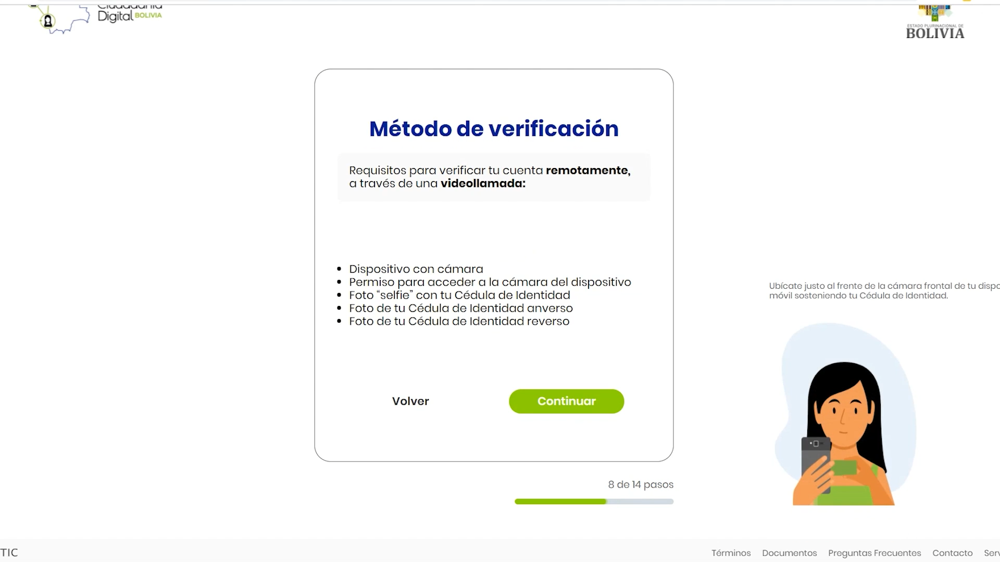 Digital BOLIVIA
ESTADO PLURINACIONAL DE
BOLIVIA
Método de verificación
Requisitos para verificar tu cuenta remotamente,
a través de una videollamada:
• Dispositivo con cámara
• Permiso para acceder a la cámara del dispositivo
• Foto “selfie” con tu Cédula de Identidad
• Foto de tu Cédula de Identidad anverso
• Foto de tu Cédula de Identidad reverso
Volver
Continuar
8 de 14 pasos
Ubícate justo al frente de la cámara frontal de tu
móvil sosteniendo tu Cédula de Identidad.
TIC
Términos Documentos Preguntas Frecuentes Contacto